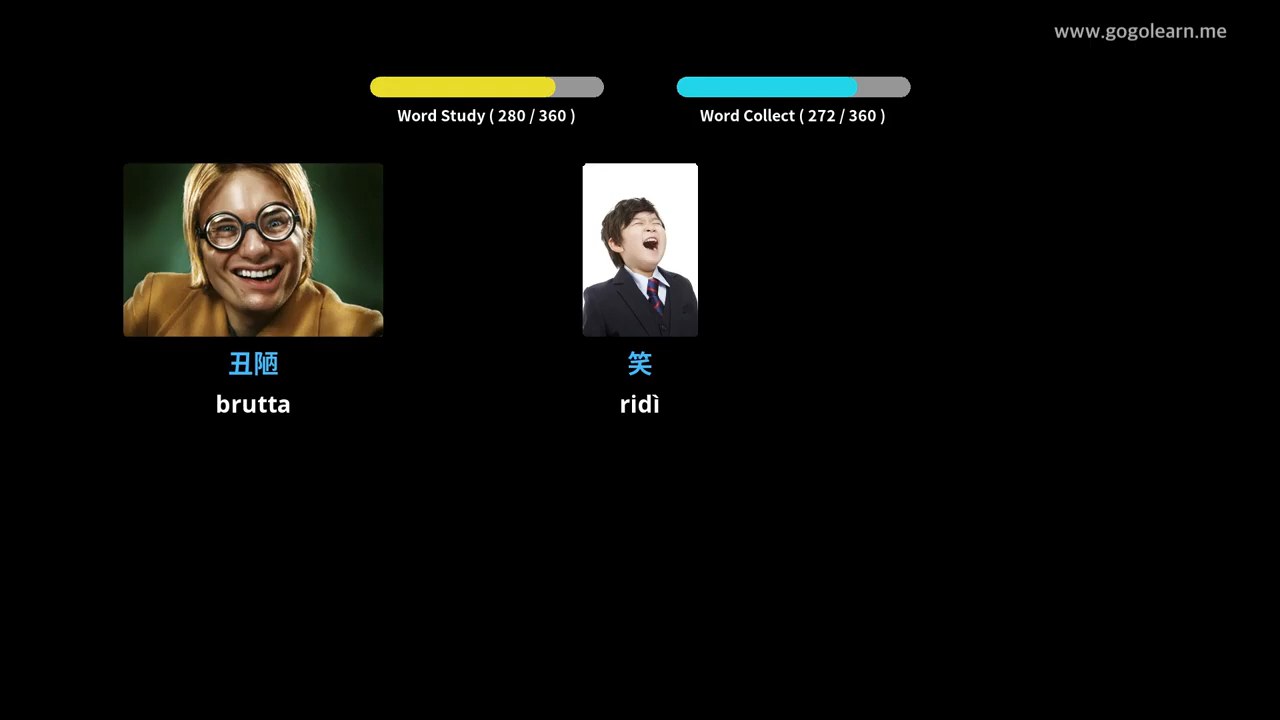 www.gogolearn.me
Word Study ( 280 / 360 )
Word Collect ( 272 / 360 )
丑陋
brutta
笑
ridì